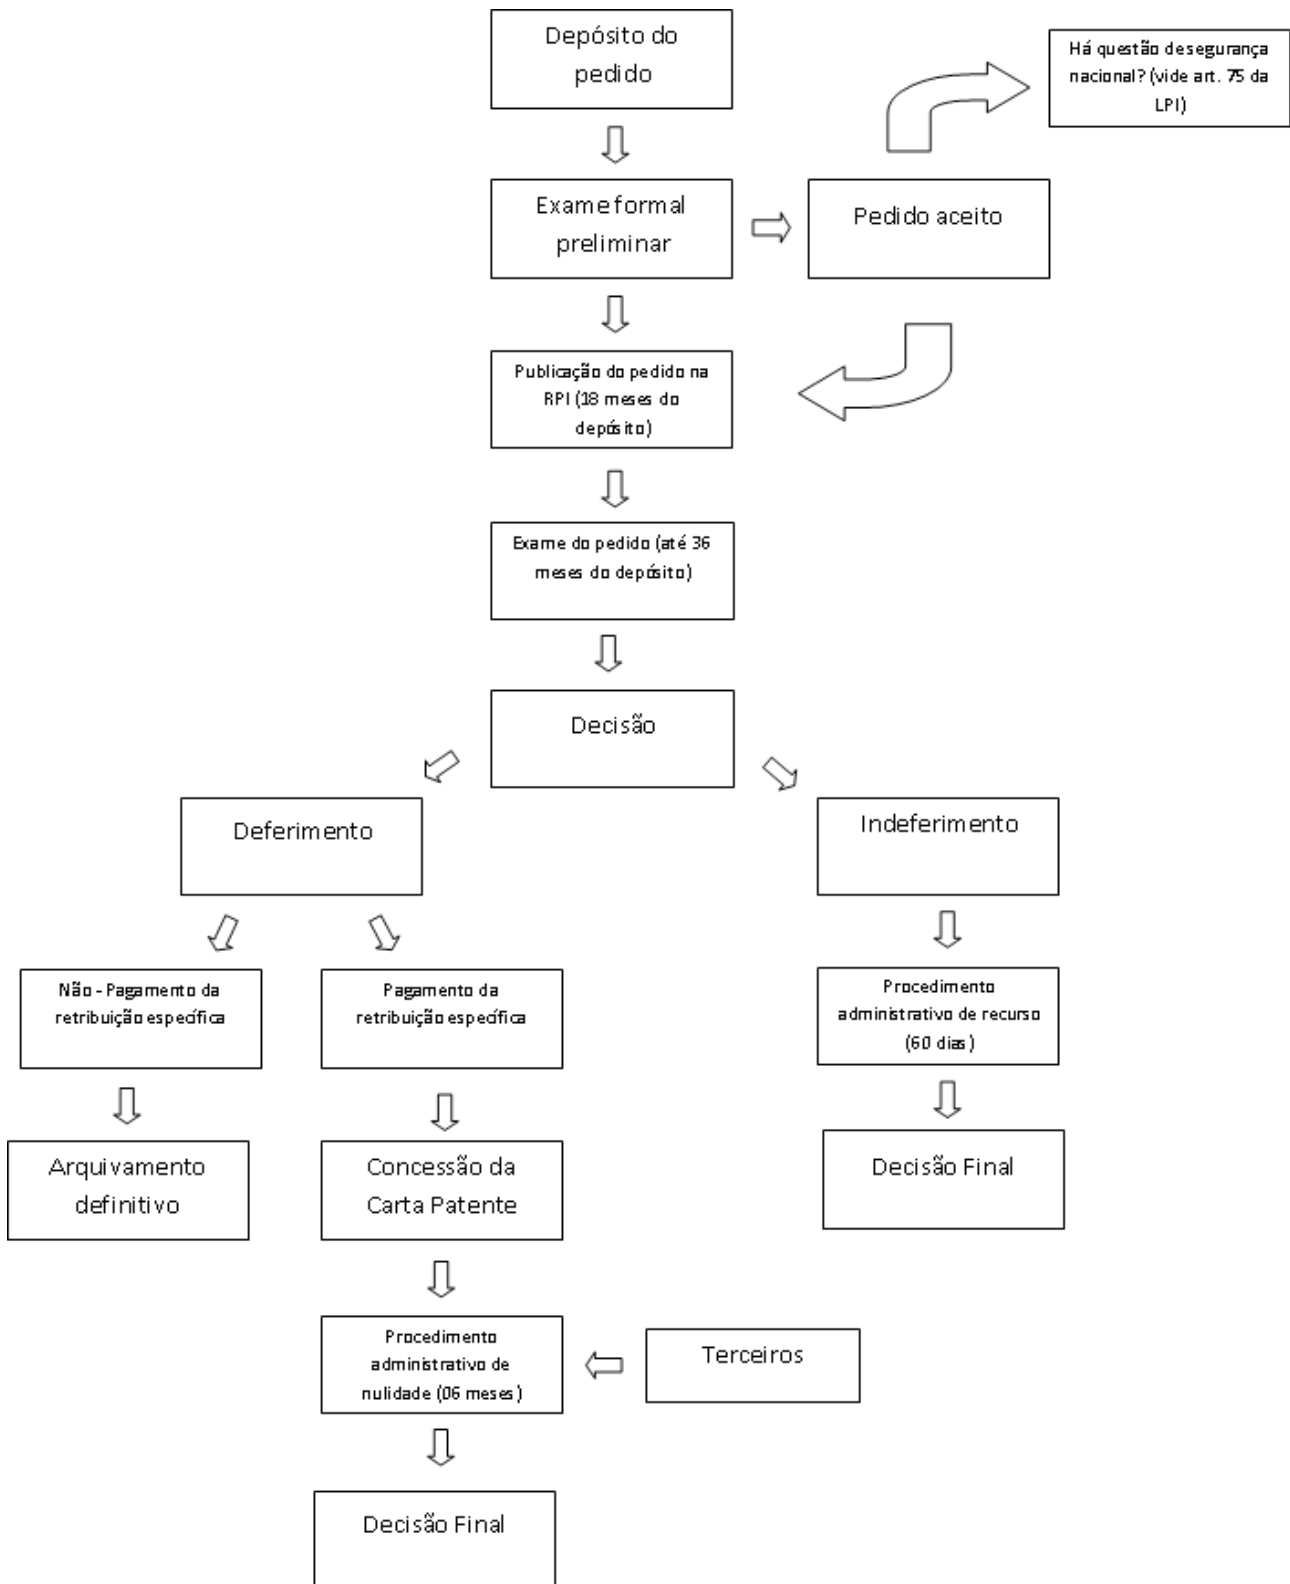 Depósito do
pedido
Há questão de segurança
nacional? (vide art. 75 da
LPI)
Exame formal
preliminar
Pedido aceito
Publicação do pedido na
RPI (18 meses do
depósito)
Exame do pedido (até 36
meses do depósito)
Decisão
Deferimento
Indeferimento
Não - Pagamento da
retribuição específica
Pagamento da
retribuição específica
Procedimento
administrativo de recurso
(60 dias)
Arquivamento
definitivo
Concessão da
Carta Patente
Decisão Final
Procedimento
administrativo de
nulidade (06 meses)
Terceiros
Decisão Final